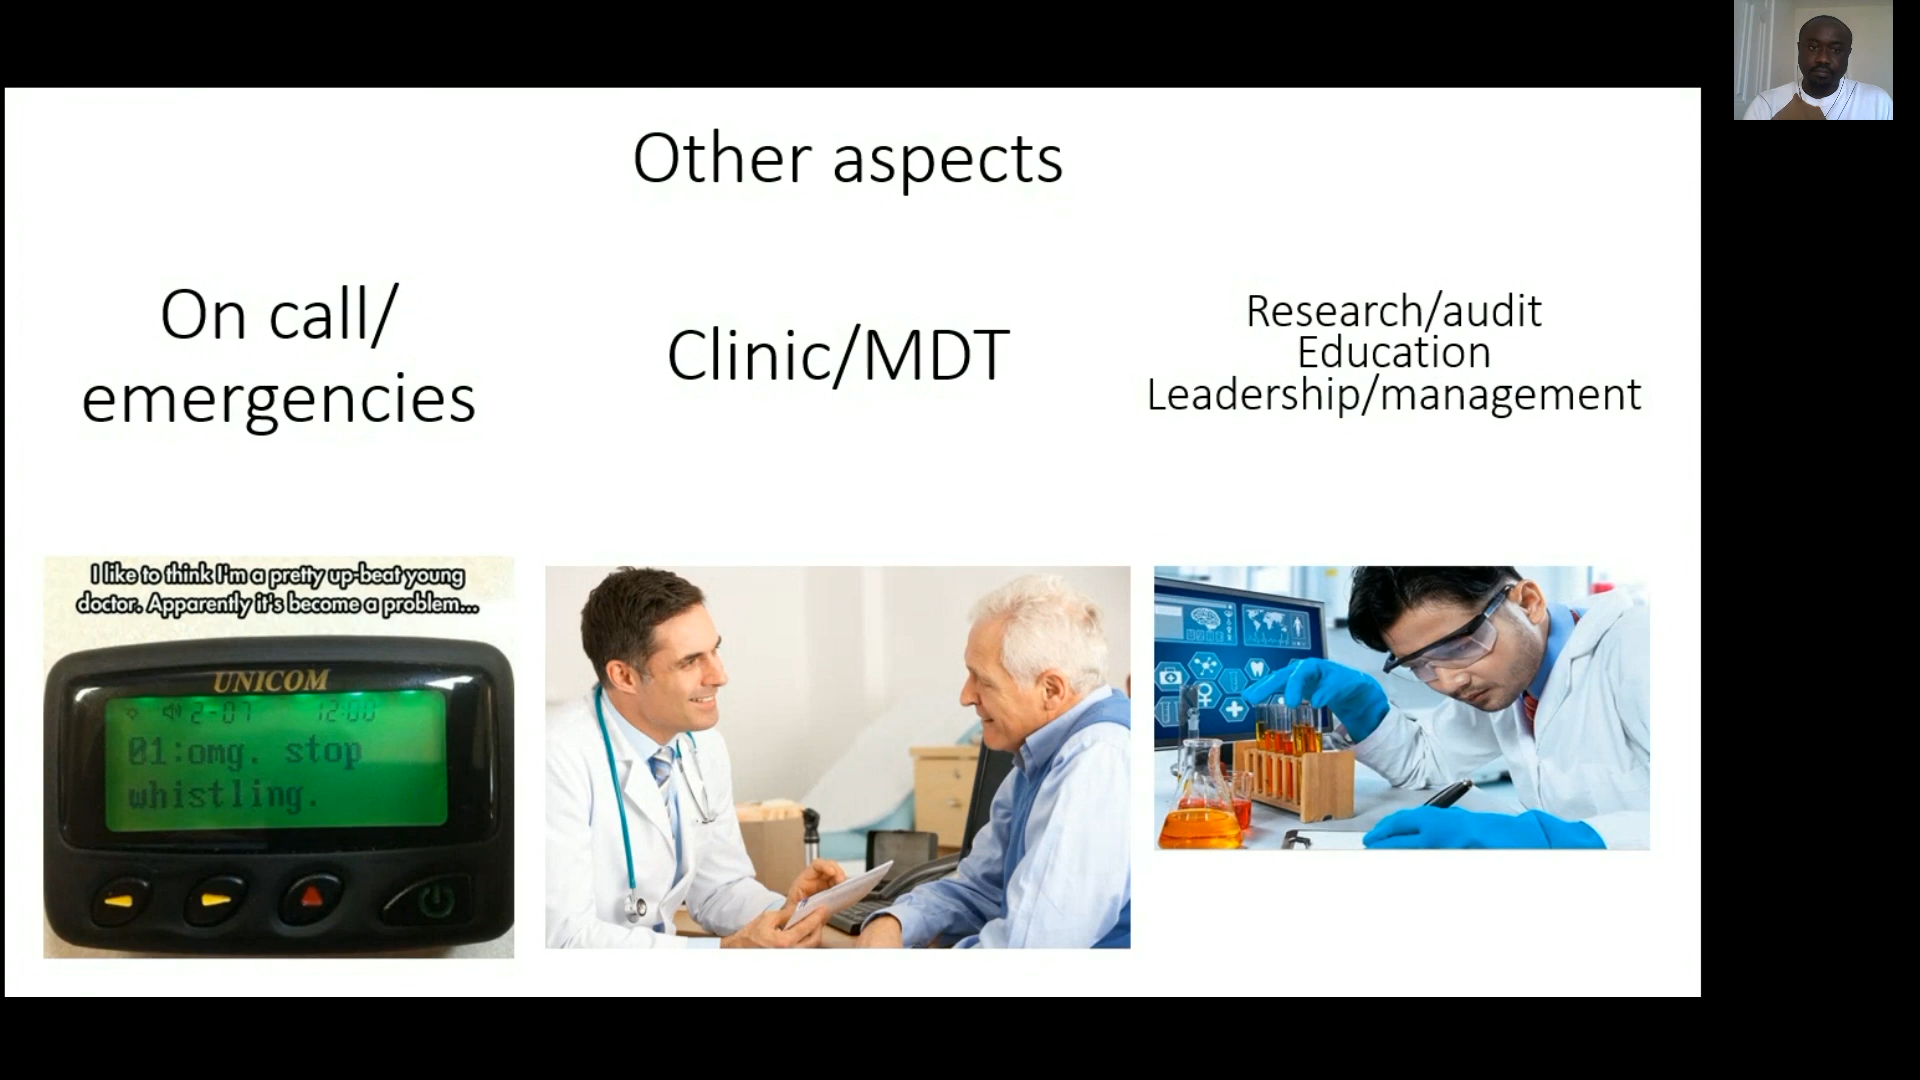 Other aspects
On call/
emergencies
Clinic/MDT
Research/audit
Education
Leadership/management
I like to think I'm a pretty up-beat young
doctor. Apparently it's become a problem...
UNICOM
2-07 12:00
01:omg. stop
whistling.